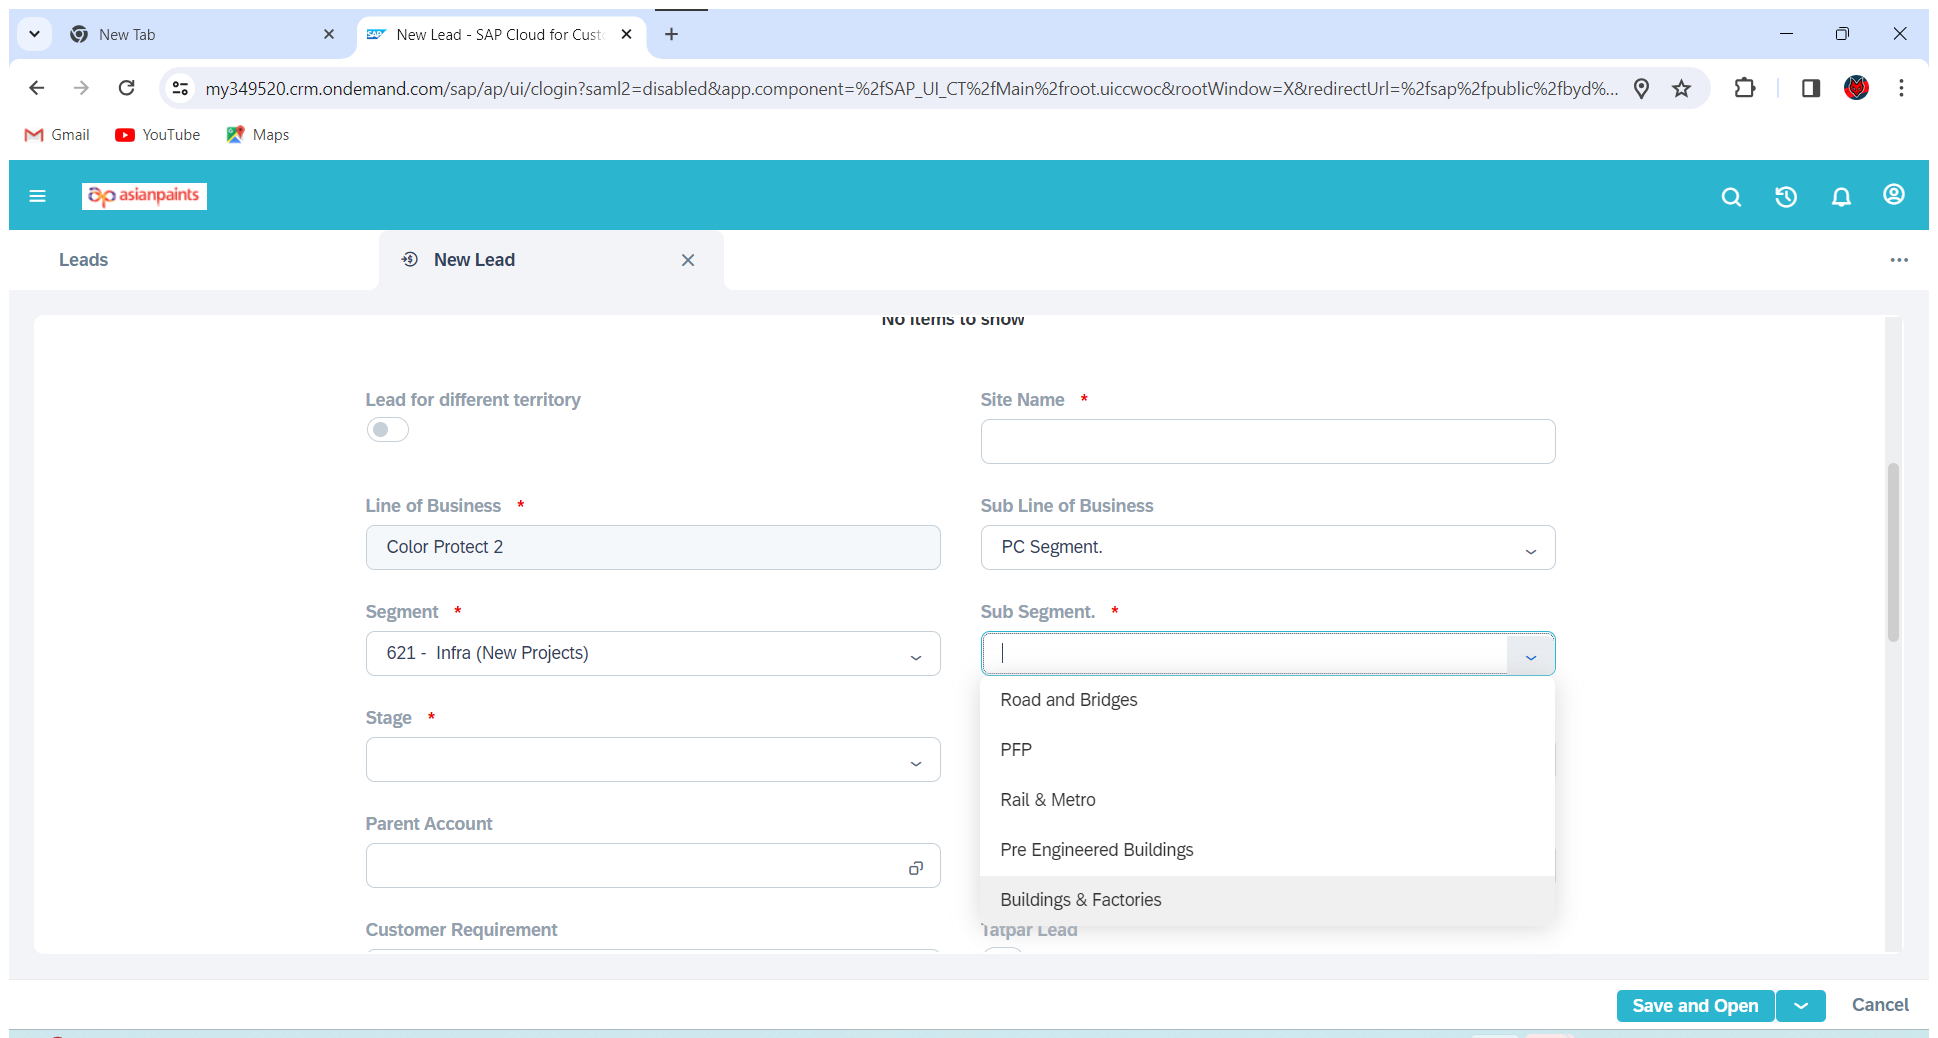 New Tab
New Lead - SAP Cloud for Custo
my349520.crm.ondemand.com/sap/ap/ui/clogin?saml2=disabled&app.component=%2fSAP_UI_CT%2fMain%2froot.uiccwoc&rootWindow=X&redirectUrl=%2fsap%2fpublic%2fbyd%...
Gmail
YouTube
Maps
asianpaints
Leads
New Lead
No items to show
Lead for different territory
Site Name *
Line of Business *
Color Protect 2
Sub Line of Business
PC Segment.
Segment *
621 - Infra (New Projects)
Sub Segment. *
Road and Bridges
PFP
Rail & Metro
Pre Engineered Buildings
Buildings & Factories
Stage *
Parent Account
Customer Requirement
Tatpar Lead
Save and Open
Cancel